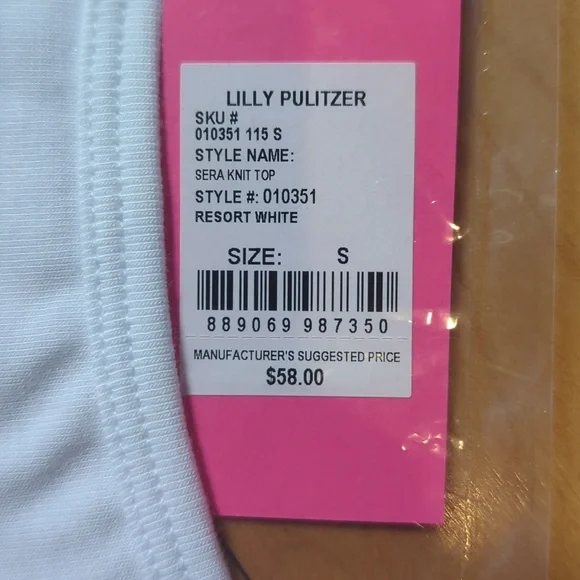 LILLY PULITZER
SKU #
010351 115 S
STYLE NAME:
SERA KNIT TOP
STYLE #: 010351
RESORT WHITE
SIZE: S
889069 987350
MANUFACTURER'S SUGGESTED PRICE
$58.00